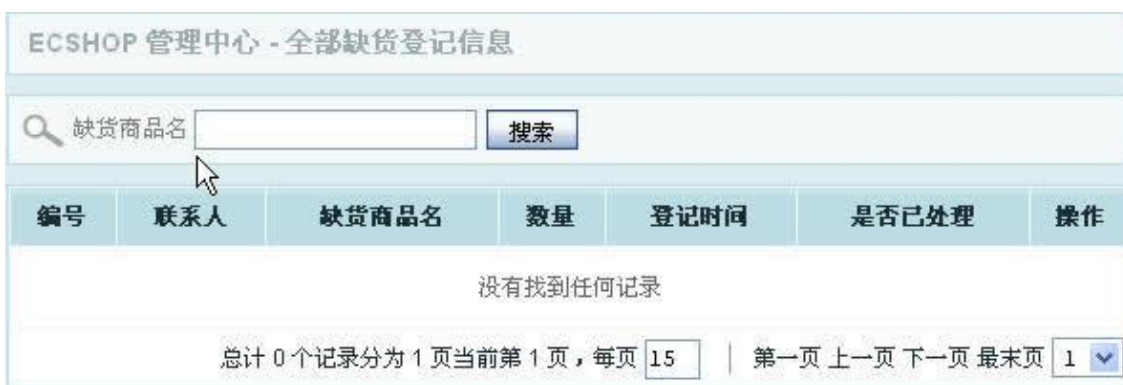 ECSHOP 管理中心 - 全部缺货登记信息
缺货商品名 搜索
编号 联系人 缺货商品名 数量 登记时间 是否已处理 操作
没有找到任何记录
总计 0 个记录分为 1 页当前第 1 页，每页 15 | 第一页 上一页 下一页 最末页 1